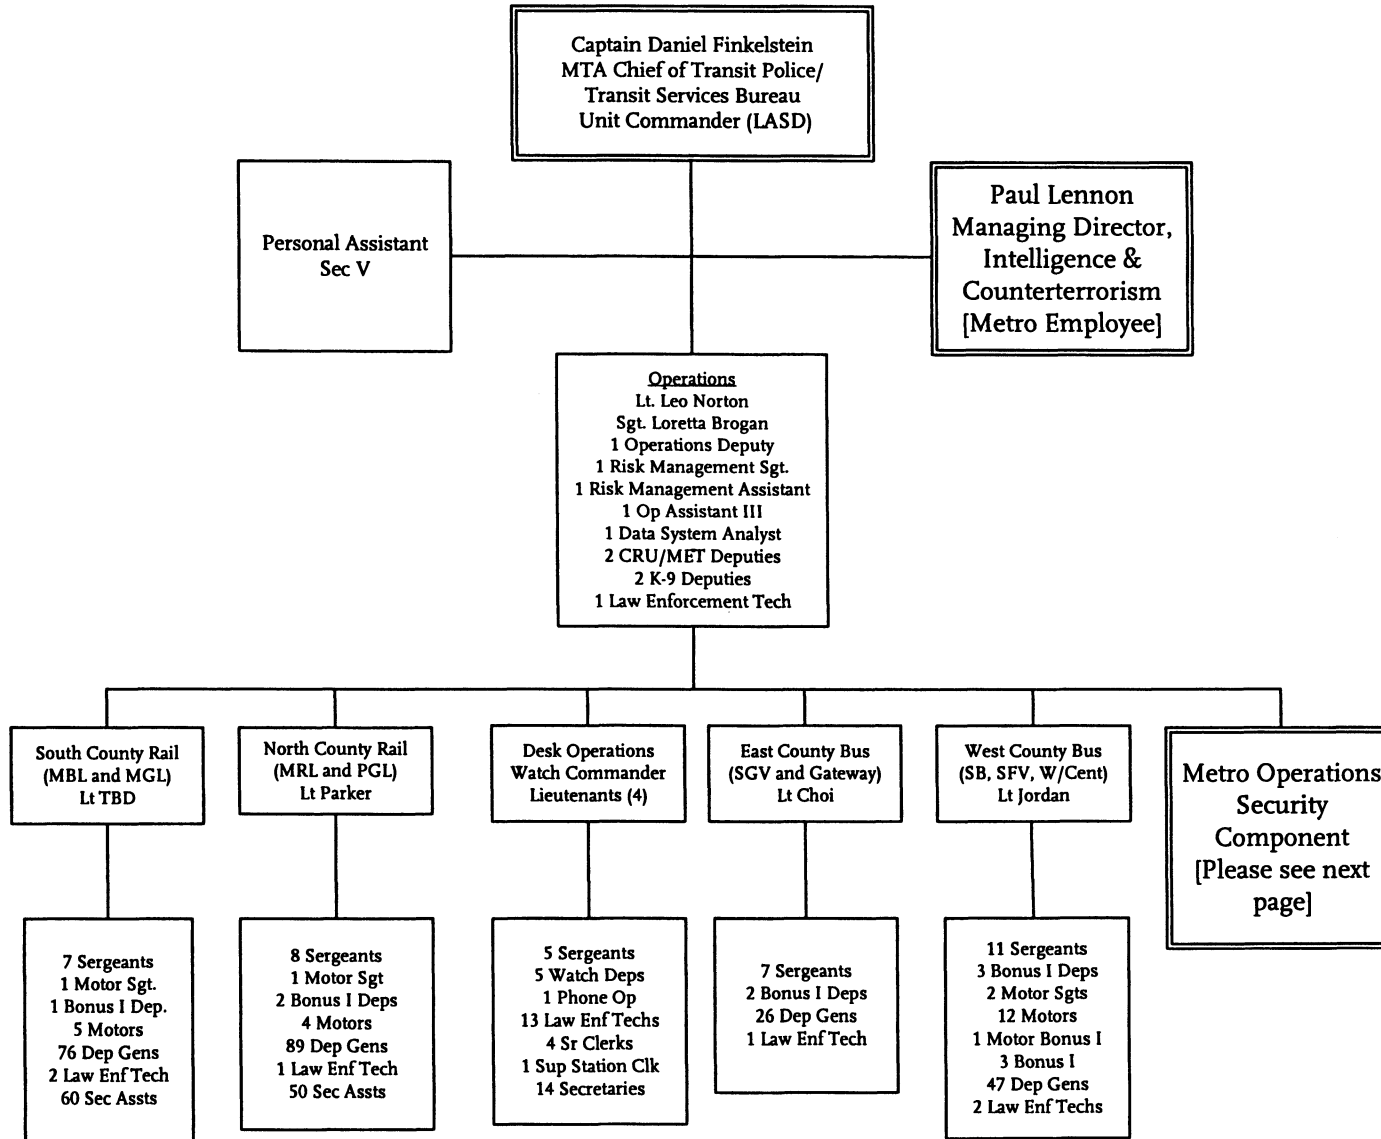 Captain Daniel Finkelstein
MTA Chief of Transit Police/
Transit Services Bureau
Unit Commander (LASD)
Personal Assistant
Sec V
Paul Lennon
Managing Director,
Intelligence &
Counterterrorism
[Metro Employee]
Operations
Lt. Leo Norton
Sgt. Loretta Brogan
1 Operations Deputy
1 Risk Management Sgt.
1 Risk Management Assistant
1 Op Assistant III
1 Data System Analyst
2 CRU/MET Deputies
2 K-9 Deputies
1 Law Enforcement Tech
South County Rail
(MBL and MGL)
Lt TBD
North County Rail
(MRL and PGL)
Lt Parker
Desk Operations
Watch Commander
Lieutenants (4)
East County Bus
(SGV and Gateway)
Lt Choi
West County Bus
(SB, SFV, W/Cent)
Lt Jordan
Metro Operations
Security
Component
[Please see next
page]
7 Sergeants
1 Motor Sgt.
1 Bonus I Dep.
5 Motors
76 Dep Gens
2 Law Enf Tech
60 Sec Assts
8 Sergeants
1 Motor Sgt
2 Bonus I Deps
4 Motors
89 Dep Gens
1 Law Enf Tech
50 Sec Assts
5 Sergeants
5 Watch Deps
1 Phone Op
13 Law Enf Techs
4 Sr Clerks
1 Sup Station Clk
14 Secretaries
7 Sergeants
2 Bonus I Deps
26 Dep Gens
1 Law Enf Tech
11 Sergeants
3 Bonus I Deps
2 Motor Sgts
12 Motors
1 Motor Bonus I
3 Bonus I
47 Dep Gens
2 Law Enf Techs